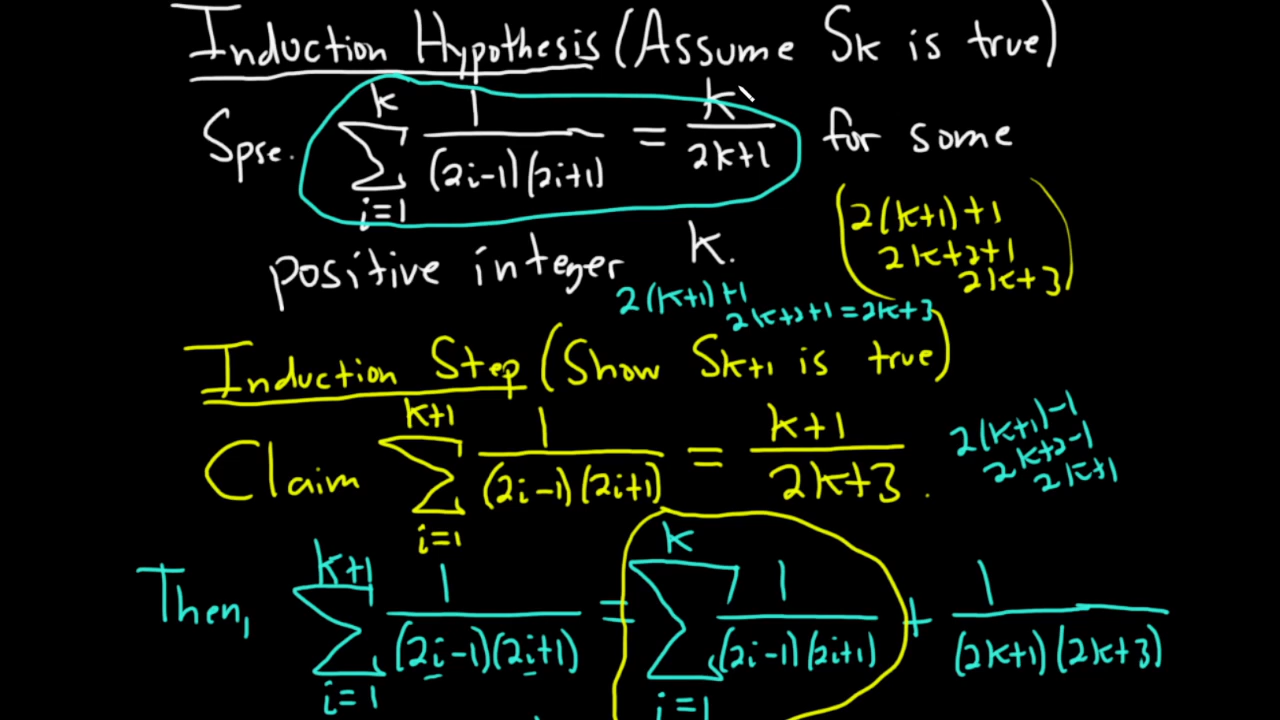 Induction Hypothesis (Assume Sk is true)
Spse. ∑_{i=1}^{k} 1/((2i-1)(2i+1)) = k/(2k+1) for some
positive integer k.
(2(k+1)+1
2k+2+1
2k+3)
2(k+1)+1
2k+2+1=2k+3
Induction Step (Show Sk+1 is true)
Claim ∑_{i=1}^{k+1} 1/((2i-1)(2i+1)) = (k+1)/(2k+3).
2(k+1)-1
2k+2-1
2k+1
Then, ∑_{i=1}^{k+1} 1/((2i-1)(2i+1)) = ∑_{i=1}^{k} 1/((2i-1)(2i+1)) + 1/((2k+1)(2k+3))